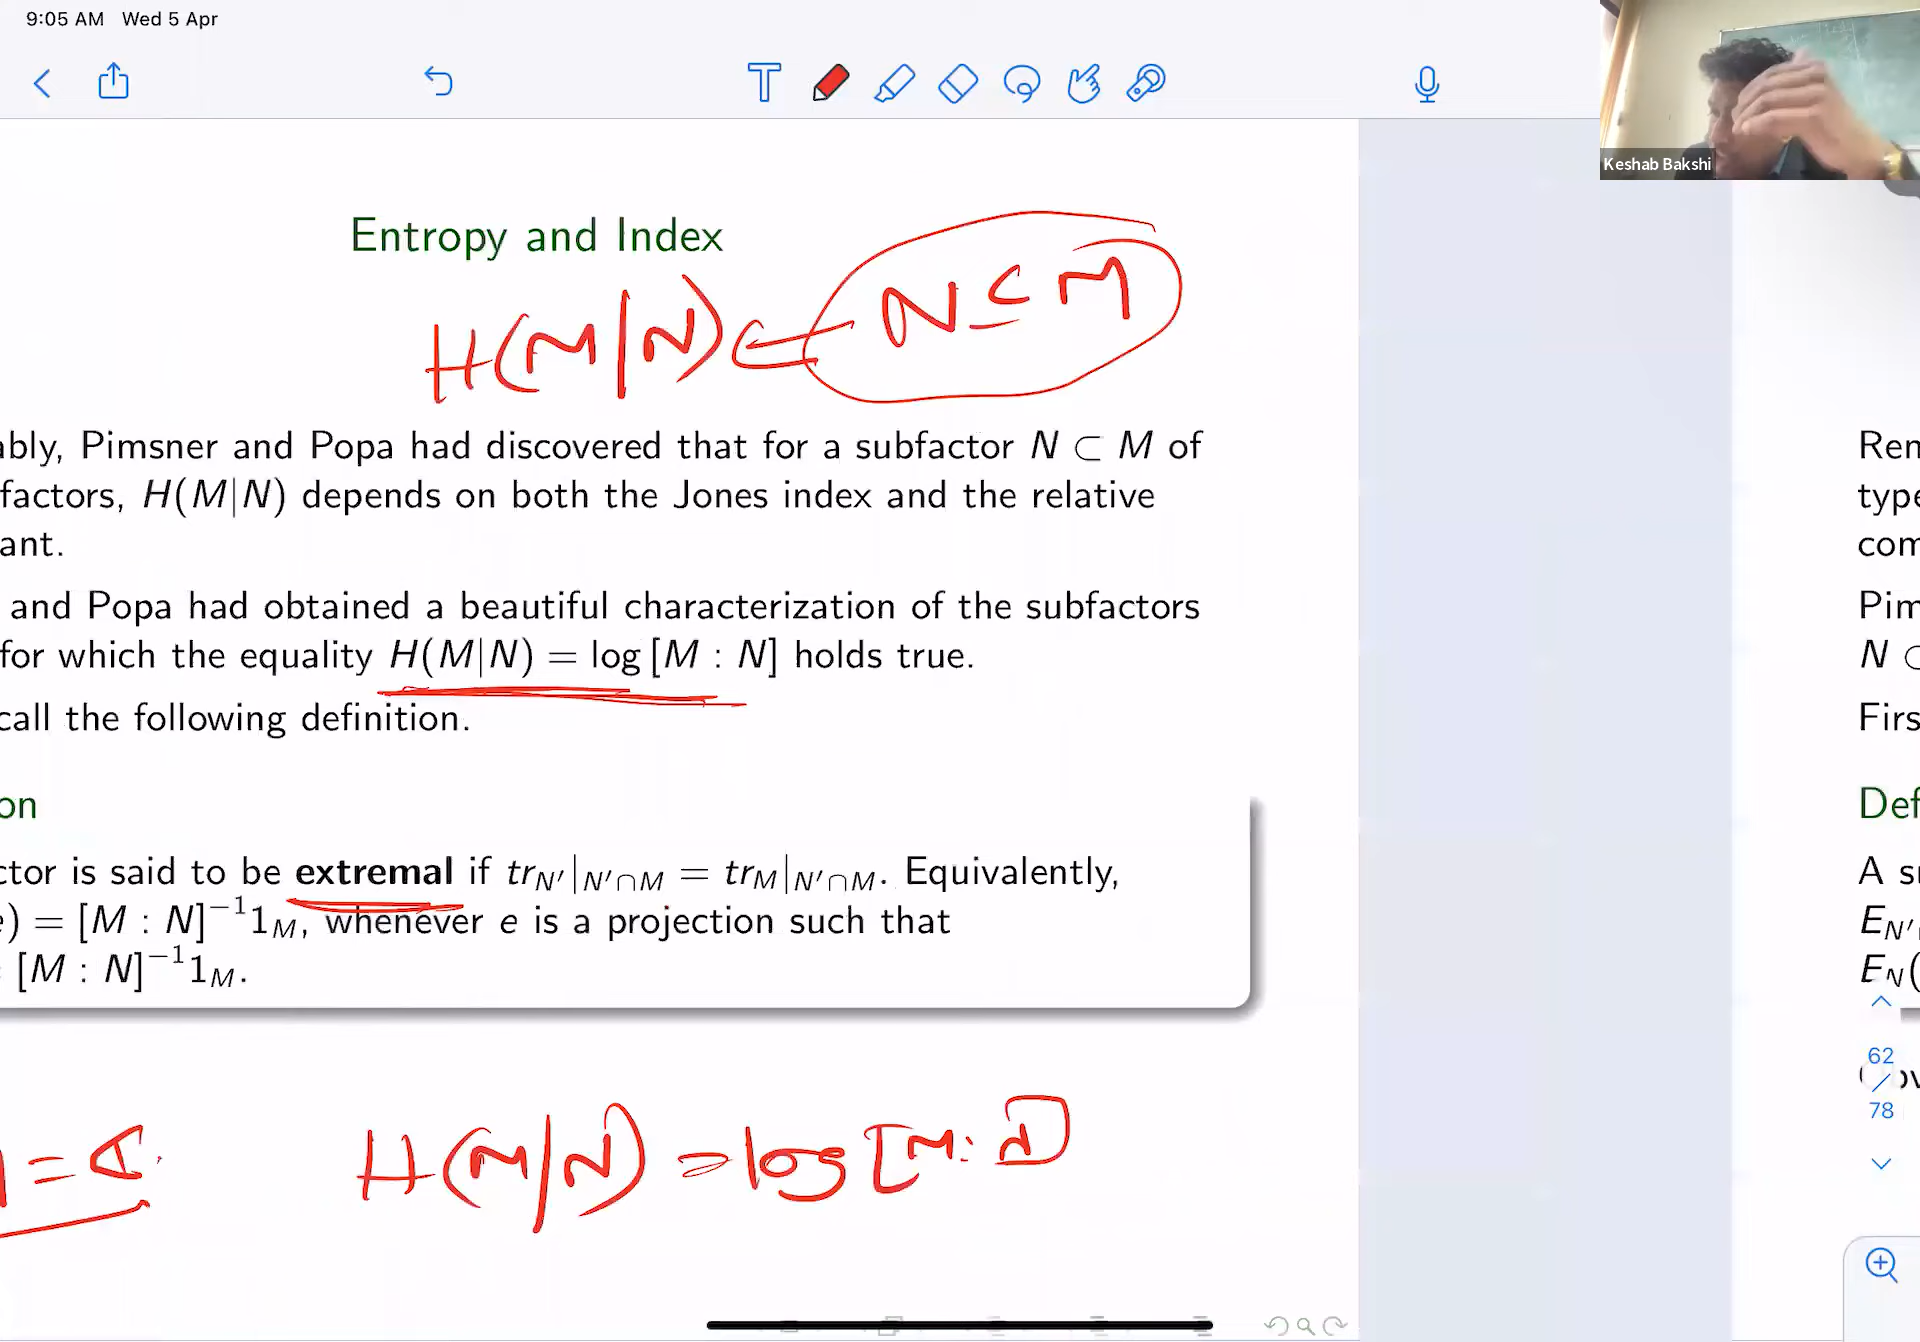 9:05 AM Wed 5 Apr
Keshab Bakshi
Entropy and Index
H(M|N) ← N ⊆ M
ably, Pimsner and Popa had discovered that for a subfactor N ⊂ M of
factors, H(M|N) depends on both the Jones index and the relative
ant.
and Popa had obtained a beautiful characterization of the subfactors
for which the equality H(M|N) = log [M : N] holds true.
call the following definition.
on
ctor is said to be extremal if tr_{N'}|_{N'∩M} = tr_M|_{N'∩M}. Equivalently,
e) = [M : N]^{-1}1_M, whenever e is a projection such that
= [M : N]^{-1}1_M.
= ℂ
H(M|N) = log [M : N]
Rem
type
com
Pim
N ⊂
Firs
Def
A s
E_{N'∩
E_N(
62
78